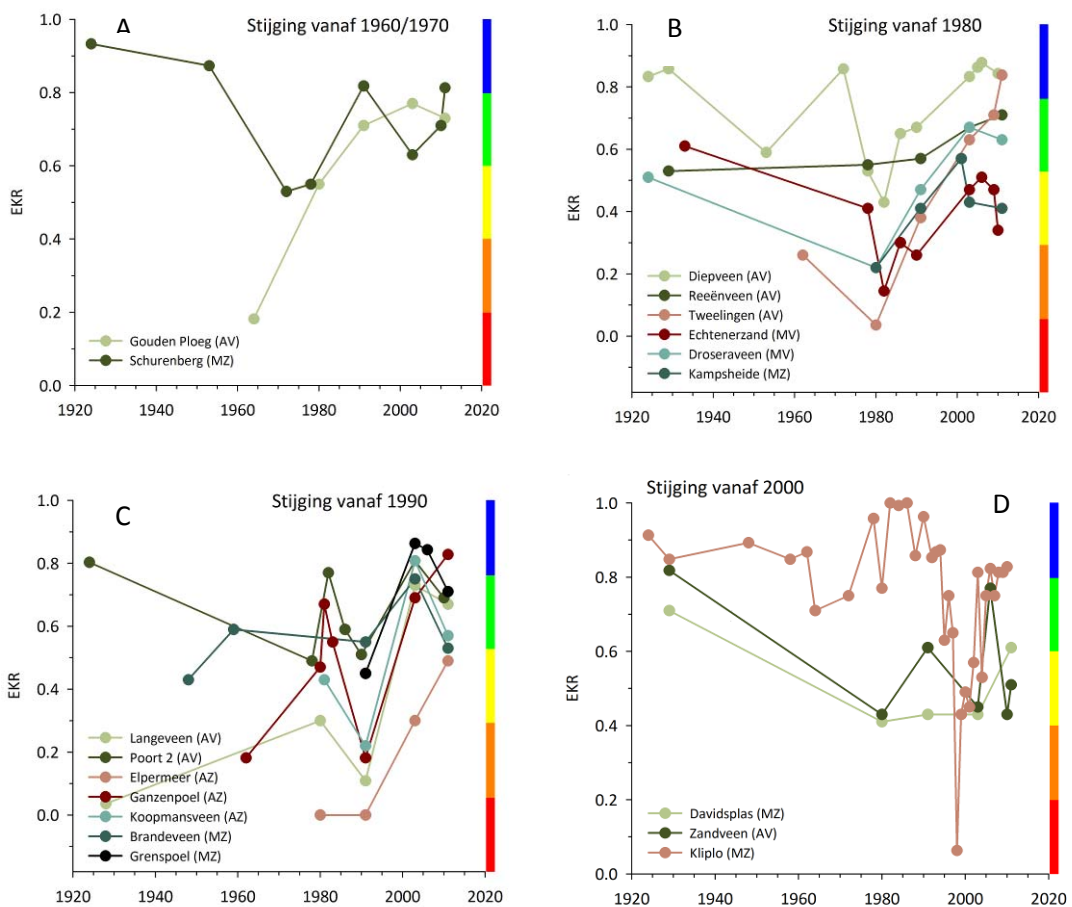 A
Stijging vanaf 1960/1970
1.0
0.8
0.6
0.4
0.2
0.0
EKR
Gouden Ploeg (AV)
Schurenberg (MZ)
1920 1940 1960 1980 2000 2020
B
Stijging vanaf 1980
1.0
0.8
0.6
0.4
0.2
0.0
EKR
Diepveen (AV)
Reeënveen (AV)
Tweelingen (AV)
Echtenerzand (MV)
Droseraveen (MV)
Kampsheide (MZ)
1920 1940 1960 1980 2000 2020
C
Stijging vanaf 1990
1.0
0.8
0.6
0.4
0.2
0.0
EKR
Langeveen (AV)
Poort 2 (AV)
Elpermeer (AZ)
Ganzenpoel (AZ)
Koopmansveen (AZ)
Brandeveen (MZ)
Grenspoel (MZ)
1920 1940 1960 1980 2000 2020
Stijging vanaf 2000
D
1.0
0.8
0.6
0.4
0.2
0.0
EKR
Davidsplas (MZ)
Zandveen (AV)
Kliplo (MZ)
1920 1940 1960 1980 2000 2020